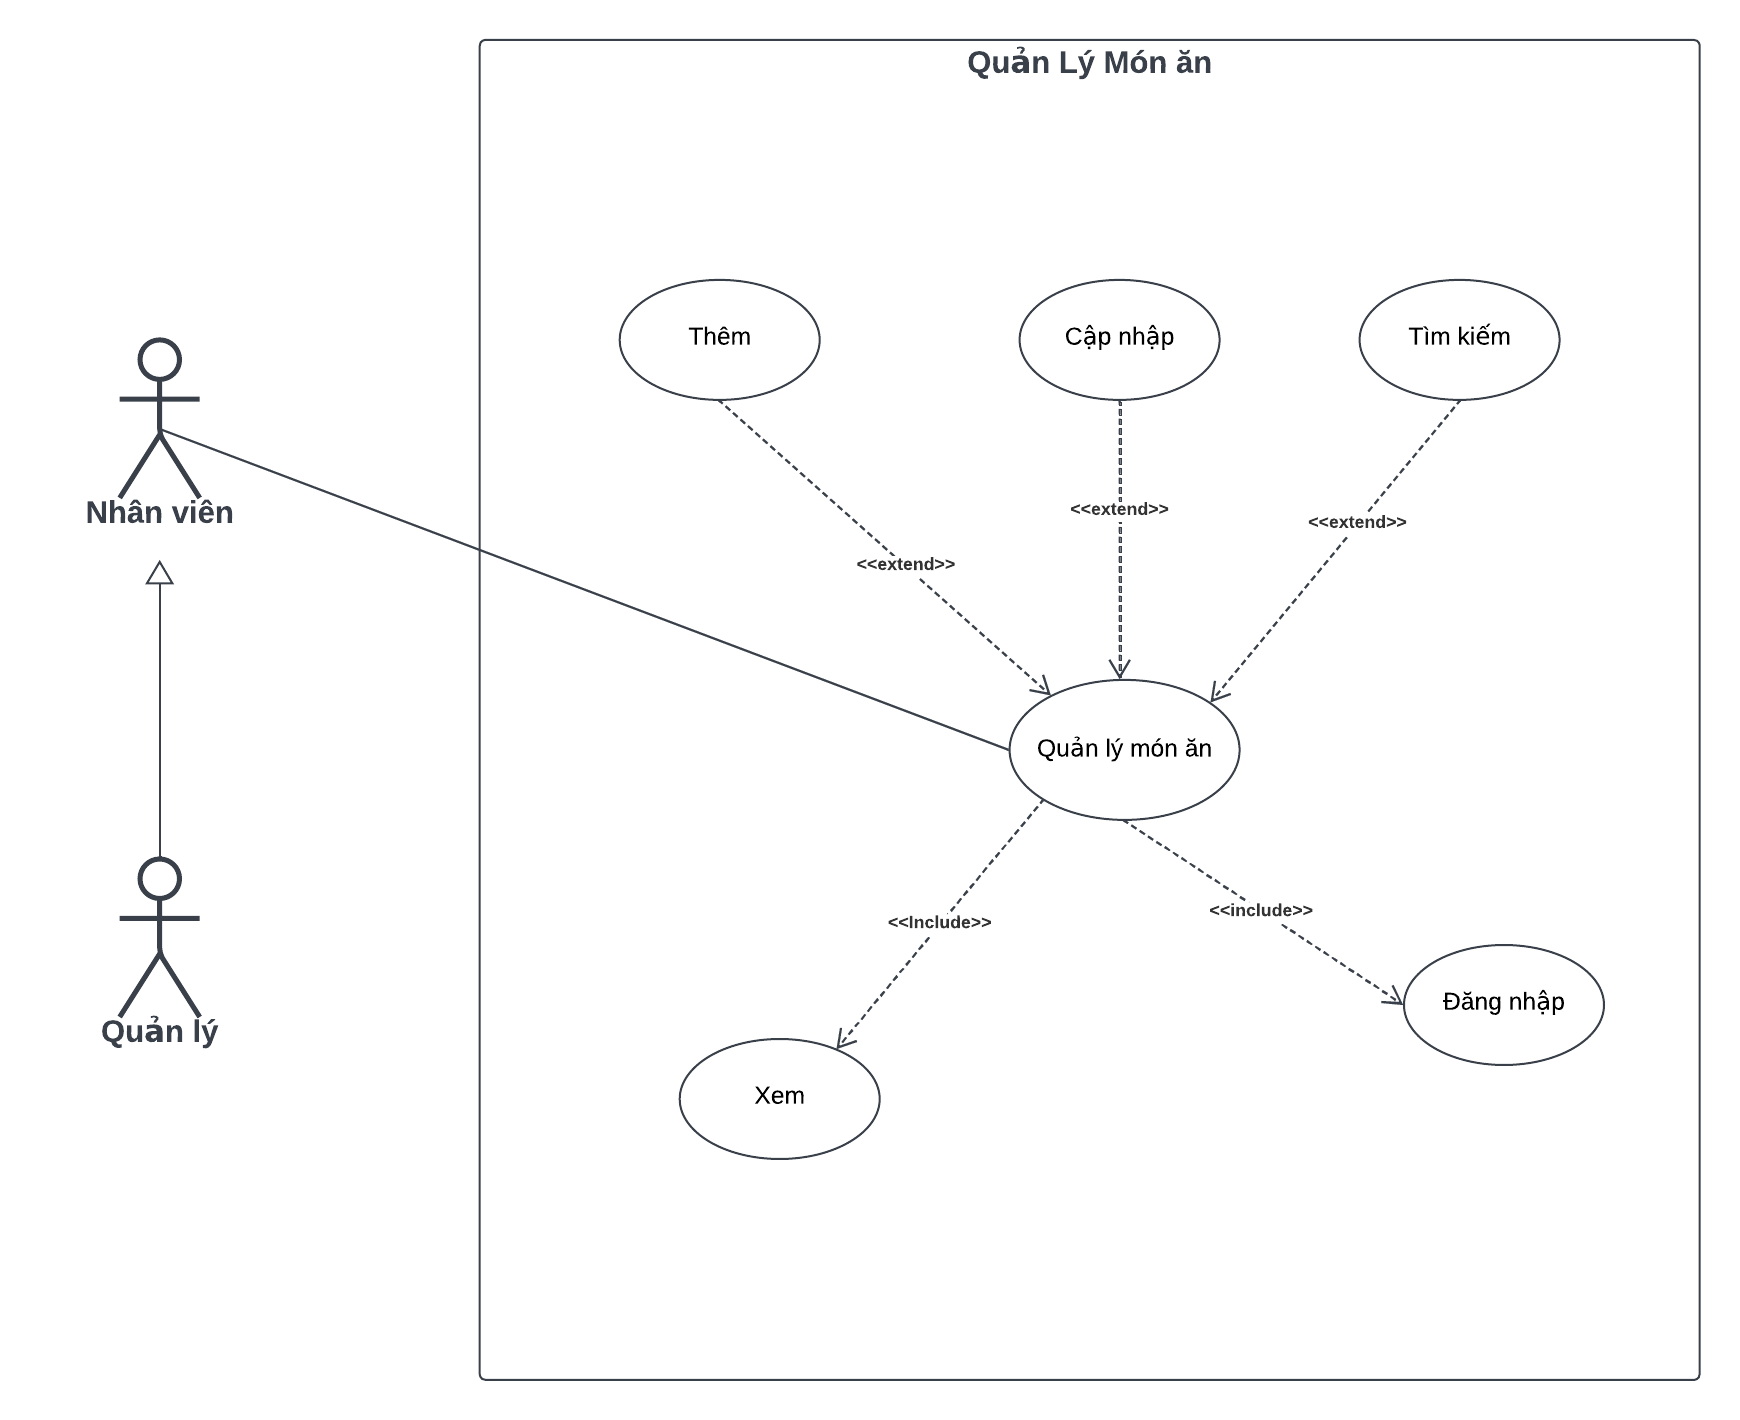 Quản Lý Món ăn
Thêm
Cập nhập
Tìm kiếm
Nhân viên
<<extend>>
<<extend>>
<<extend>>
Quản lý món ăn
<<Include>>
<<include>>
Đăng nhập
Quản lý
Xem